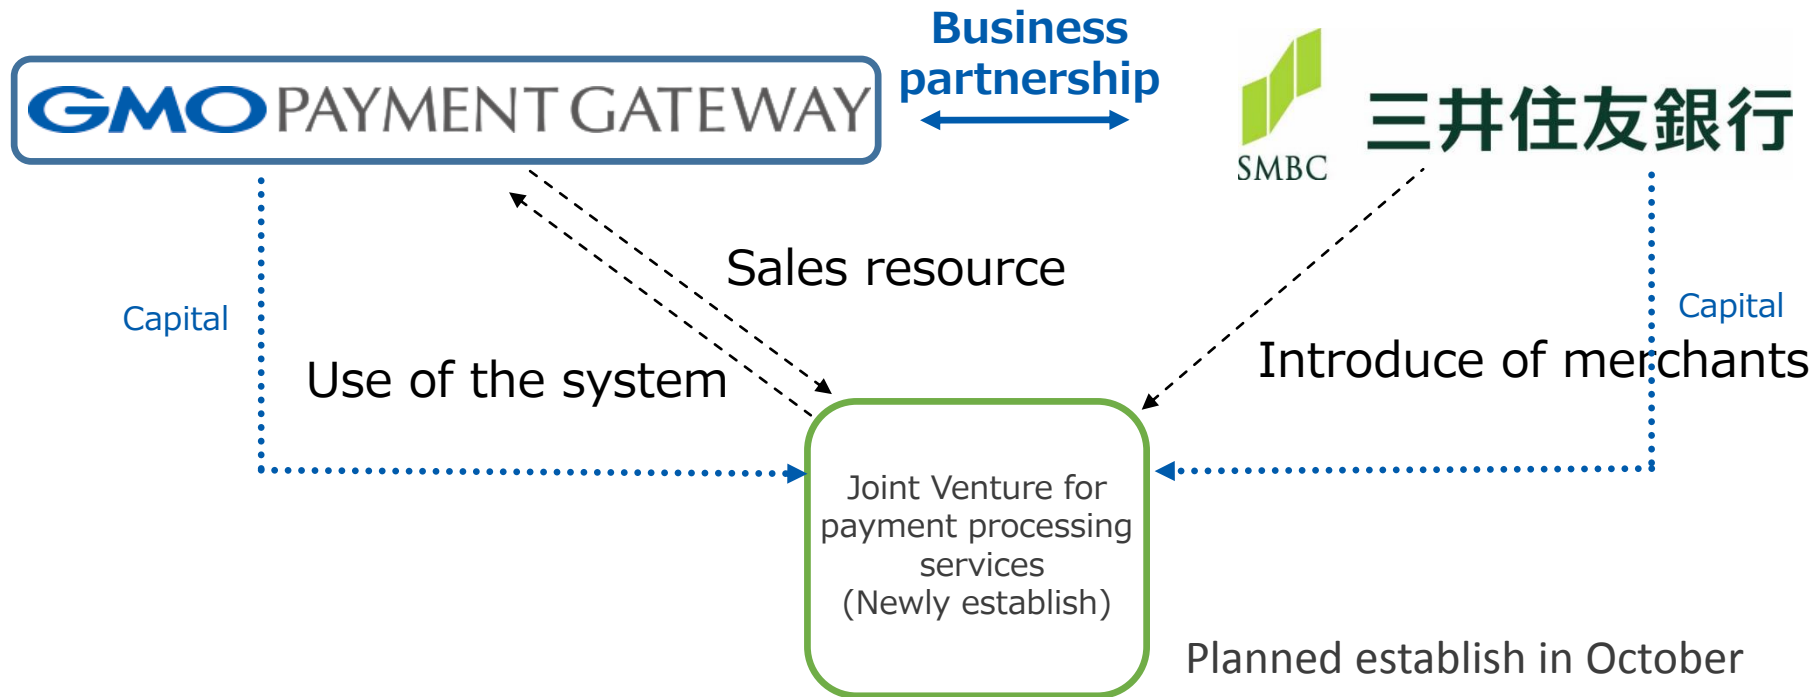 Business
partnership
GMO PAYMENT GATEWAY
SMBC
三井住友銀行
Sales resource
Capital
Capital
Use of the system
Introduce of merchants
Joint Venture for
payment processing
services
(Newly establish)
Planned establish in October